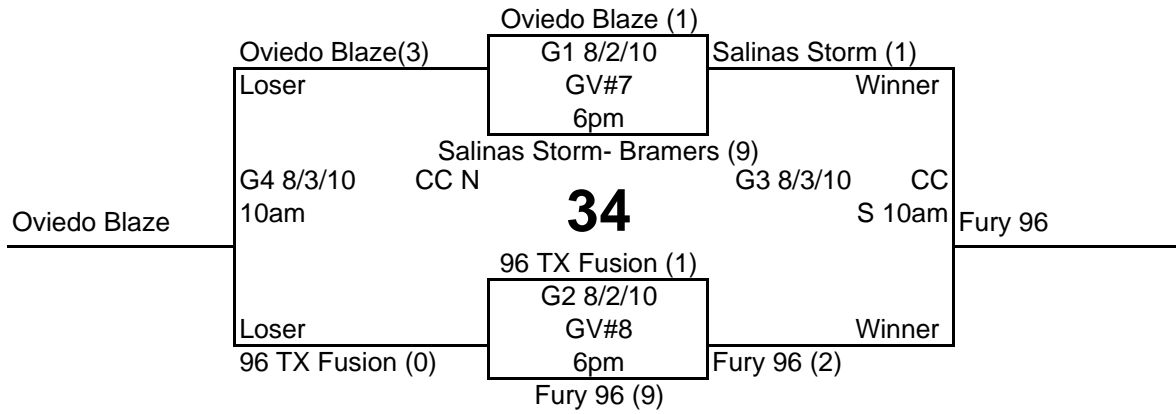 Oviedo Blaze (1)
Oviedo Blaze(3)
G1 8/2/10
Salinas Storm (1)
Loser
GV#7
Winner
6pm
Salinas Storm- Bramers (9)
G4 8/3/10 CC N
G3 8/3/10 CC
10am
34
S 10am
Oviedo Blaze
Fury 96
96 TX Fusion (1)
G2 8/2/10
Loser
GV#8
Winner
96 TX Fusion (0)
6pm
Fury 96 (2)
Fury 96 (9)